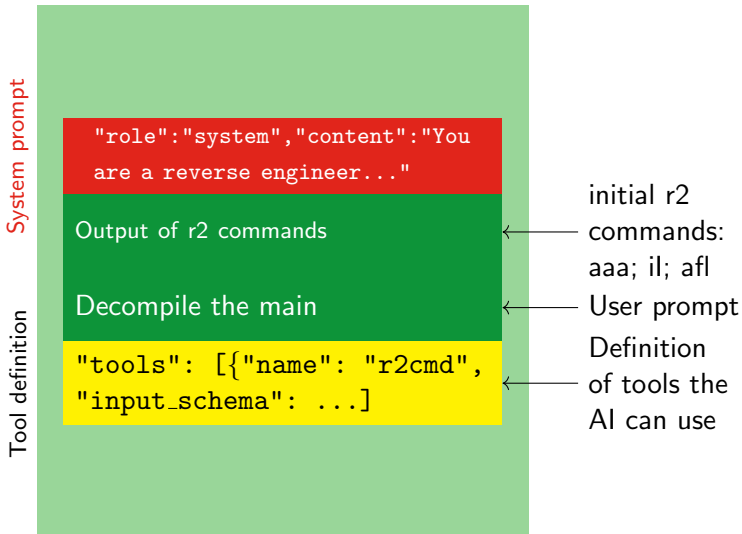 System prompt
"role":"system","content":"You
are a reverse engineer..."
Output of r2 commands
initial r2
commands:
aaa; il; afl
Decompile the main
User prompt
Tool definition
"tools": [{"name": "r2cmd",
"input_schema": ...]
Definition
of tools the
AI can use